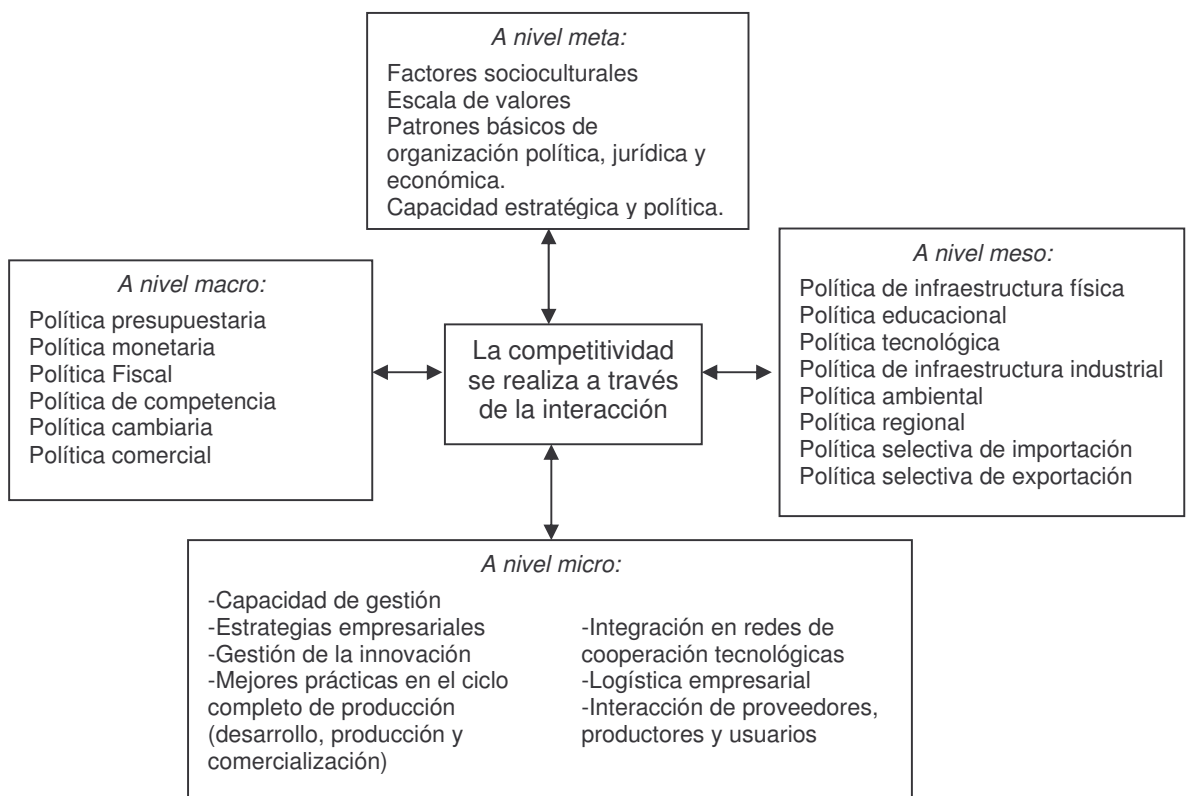 A nivel meta:
Factores socioculturales
Escala de valores
Patrones básicos de
organización política, jurídica y
económica.
Capacidad estratégica y política.
A nivel macro:
Política presupuestaria
Política monetaria
Política Fiscal
Política de competencia
Política cambiaria
Política comercial
La competitividad
se realiza a través
de la interacción
A nivel meso:
Política de infraestructura física
Política educacional
Política tecnológica
Política de infraestructura industrial
Política ambiental
Política regional
Política selectiva de importación
Política selectiva de exportación
A nivel micro:
-Capacidad de gestión
-Estrategias empresariales
-Gestión de la innovación
-Mejores prácticas en el ciclo
completo de producción
(desarrollo, producción y
comercialización)
-Integración en redes de
cooperación tecnológicas
-Logística empresarial
-Interacción de proveedores,
productores y usuarios